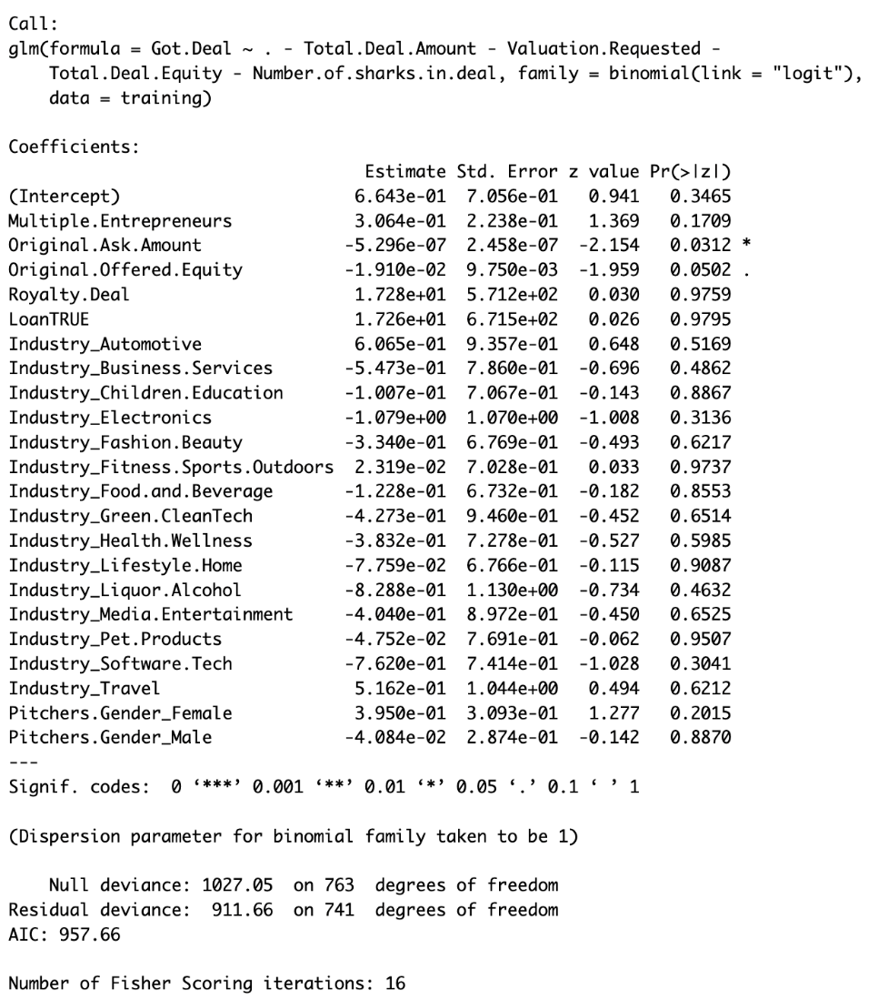 Call:
glm(formula = Got.Deal ~ . - Total.Deal.Amount - Valuation.Requested -
    Total.Deal.Equity - Number.of.sharks.in.deal, family = binomial(link = "logit"),
    data = training)

Coefficients:
                                Estimate Std. Error z value Pr(>|z|)
(Intercept)                    6.643e-01  7.056e-01   0.941   0.3465
Multiple.Entrepreneurs         3.064e-01  2.238e-01   1.369   0.1709
Original.Ask.Amount           -5.296e-07  2.458e-07  -2.154   0.0312 *
Original.Offered.Equity       -1.910e-02  9.750e-03  -1.959   0.0502 .
Royalty.Deal                   1.728e+01  5.712e+02   0.030   0.9759
LoanTRUE                       1.726e+01  6.715e+02   0.026   0.9795
Industry_Automotive            6.065e-01  9.357e-01   0.648   0.5169
Industry_Business.Services    -5.473e-01  7.860e-01  -0.696   0.4862
Industry_Children.Education   -1.007e-01  7.067e-01  -0.143   0.8867
Industry_Electronics          -1.079e+00  1.070e+00  -1.008   0.3136
Industry_Fashion.Beauty       -3.340e-01  6.769e-01  -0.493   0.6217
Industry_Fitness.Sports.Outdoors  2.319e-02  7.028e-01   0.033   0.9737
Industry_Food.and.Beverage    -1.228e-01  6.732e-01  -0.182   0.8553
Industry_Green.CleanTech      -4.273e-01  9.460e-01  -0.452   0.6514
Industry_Health.Wellness      -3.832e-01  7.278e-01  -0.527   0.5985
Industry_Lifestyle.Home       -7.759e-02  6.766e-01  -0.115   0.9087
Industry_Liquor.Alcohol       -8.288e-01  1.130e+00  -0.734   0.4632
Industry_Media.Entertainment  -4.040e-01  8.972e-01  -0.450   0.6525
Industry_Pet.Products         -4.752e-02  7.691e-01  -0.062   0.9507
Industry_Software.Tech        -7.620e-01  7.414e-01  -1.028   0.3041
Industry_Travel                5.162e-01  1.044e+00   0.494   0.6212
Pitchers.Gender_Female         3.950e-01  3.093e-01   1.277   0.2015
Pitchers.Gender_Male          -4.084e-02  2.874e-01  -0.142   0.8870
---
Signif. codes:  0 ‘***’ 0.001 ‘**’ 0.01 ‘*’ 0.05 ‘.’ 0.1 ‘ ’ 1

(Dispersion parameter for binomial family taken to be 1)

    Null deviance: 1027.05  on 763  degrees of freedom
Residual deviance:  911.66  on 741  degrees of freedom
AIC: 957.66

Number of Fisher Scoring iterations: 16